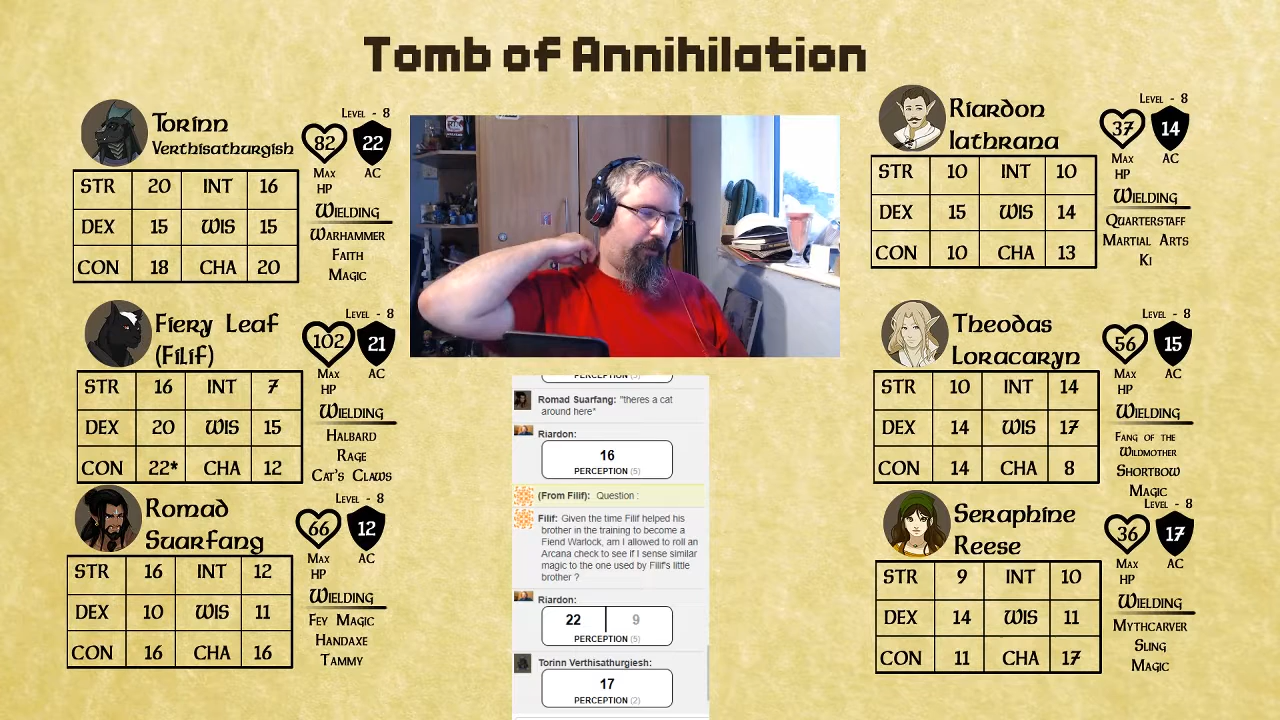 Tomb of Annihilation
Torinn
Verthisathurgish
Level - 8
82
22
Max HP
AC
STR 20 INT 16
DEX 15 WIS 15
CON 18 CHA 20
Wielding
Warhammer
Faith
Magic
Fiery Leaf
(Filif)
Level - 8
102
21
Max HP
AC
STR 16 INT 7
DEX 20 WIS 15
CON 22* CHA 12
Wielding
Halbard
Rage
Cat's Claws
Romad
Suarfang
Level - 8
66
12
Max HP
AC
STR 16 INT 12
DEX 10 WIS 11
CON 16 CHA 16
Wielding
Fey Magic
Handaxe
Tammy
PERCEPTION (5)
Romad Suarfang: "theres a cat
around here*
Riardon:
16
PERCEPTION (5)
(From Filif): Question :
Filif: Given the time Filif helped his
brother in the training to become a
Fiend Warlock, am I allowed to roll an
Arcana check to see if I sense similar
magic to the one used by Filif's little
brother ?
Riardon:
22 9
PERCEPTION (5)
Torinn Verthisathurgiesh:
17
PERCEPTION (2)
Riardon
Iathrana
Level - 8
37
14
Max HP
AC
STR 10 INT 10
DEX 15 WIS 14
CON 10 CHA 13
Wielding
Quarterstaff
Martial Arts
Ki
Theodas
Loracaryn
Level - 8
56
15
Max HP
AC
STR 10 INT 14
DEX 14 WIS 17
CON 14 CHA 8
Wielding
Fang of the
Wildmother
Shortbow
Magic
Seraphine
Reese
Level - 8
36
17
Max HP
AC
STR 9 INT 10
DEX 14 WIS 11
CON 11 CHA 17
Wielding
Mythcarver
Sling
Magic